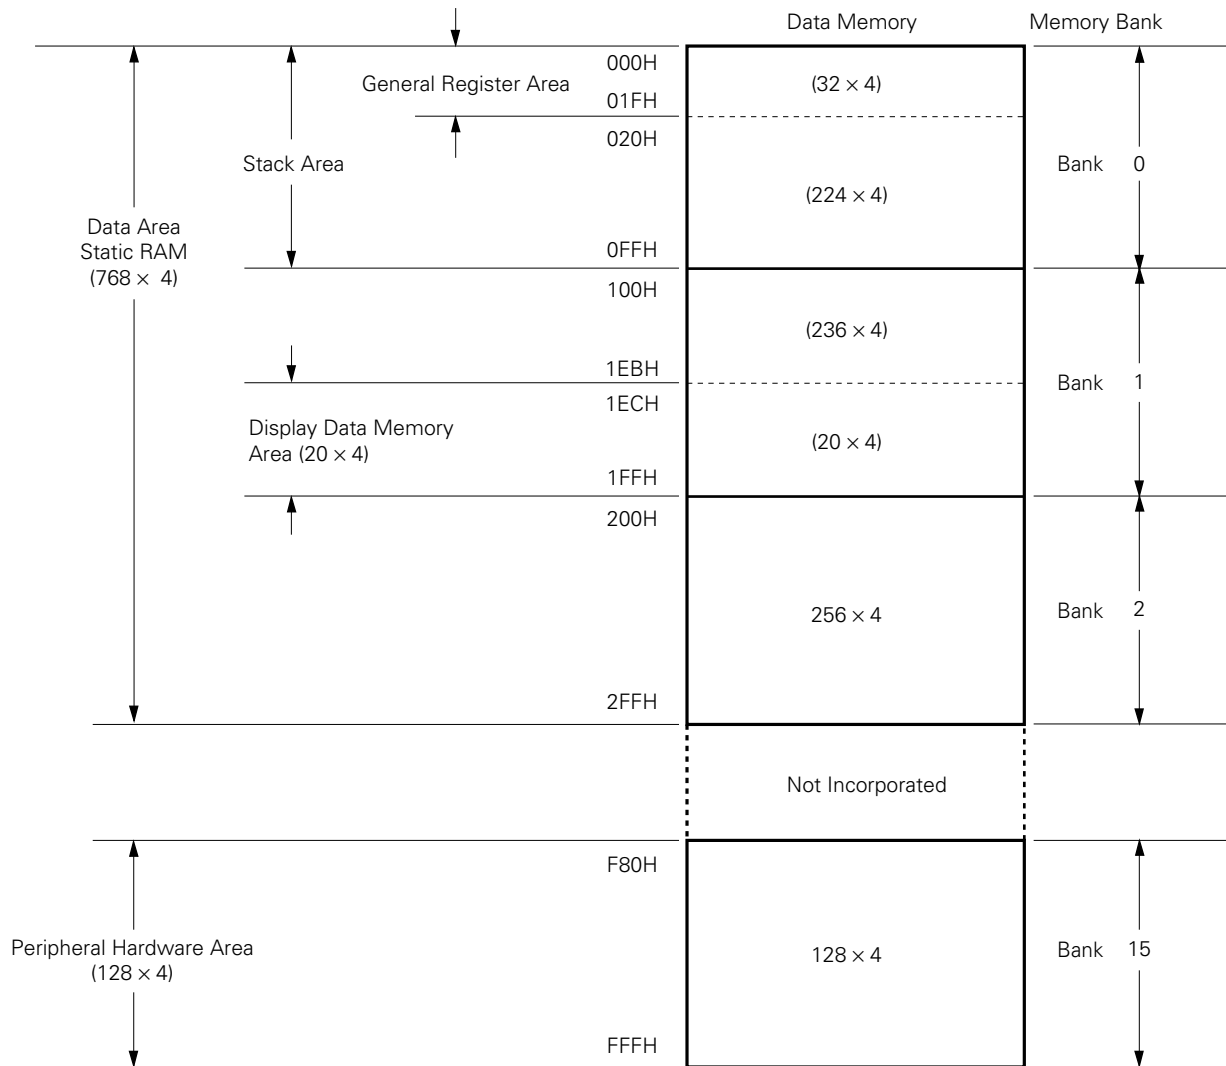 Data Memory
Memory Bank
000H
General Register Area
(32 × 4)
01FH
020H
Stack Area
Bank 0
(224 × 4)
Data Area
Static RAM
(768 × 4)
0FFH
100H
(236 × 4)
1EBH
Bank 1
1ECH
Display Data Memory
Area (20 × 4)
(20 × 4)
1FFH
200H
256 × 4
Bank 2
2FFH
Not Incorporated
F80H
Peripheral Hardware Area
(128 × 4)
128 × 4
Bank 15
FFFH